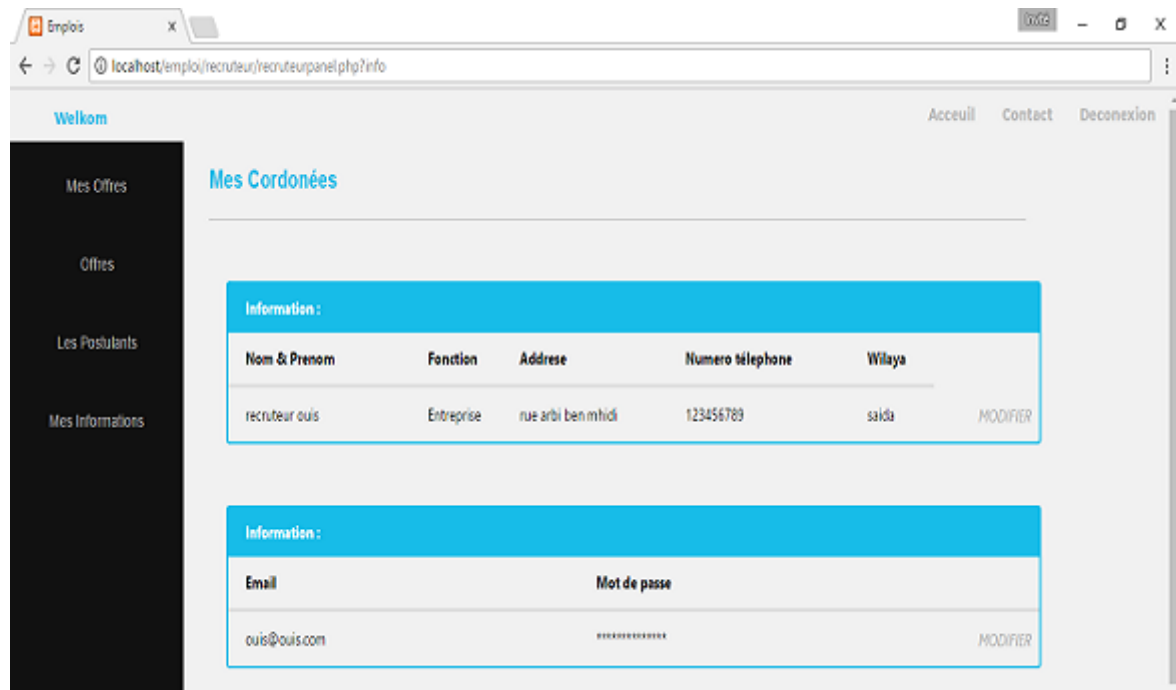 Emplois
Invité
localhost/emploi/recruteur/recruteurpanel.php?info
Welkom
Acceuil Contact Deconexion
Mes Offres
Offres
Les Postulants
Mes Informations
Mes Cordonées
Information :
Nom & Prenom Fonction Addrese Numero télephone Wilaya
recruteur ouis Entreprise rue arbi ben mhidi 123456789 saida MODIFIER
Information :
Email Mot de passe
ouis@ouis.com ************** MODIFIER